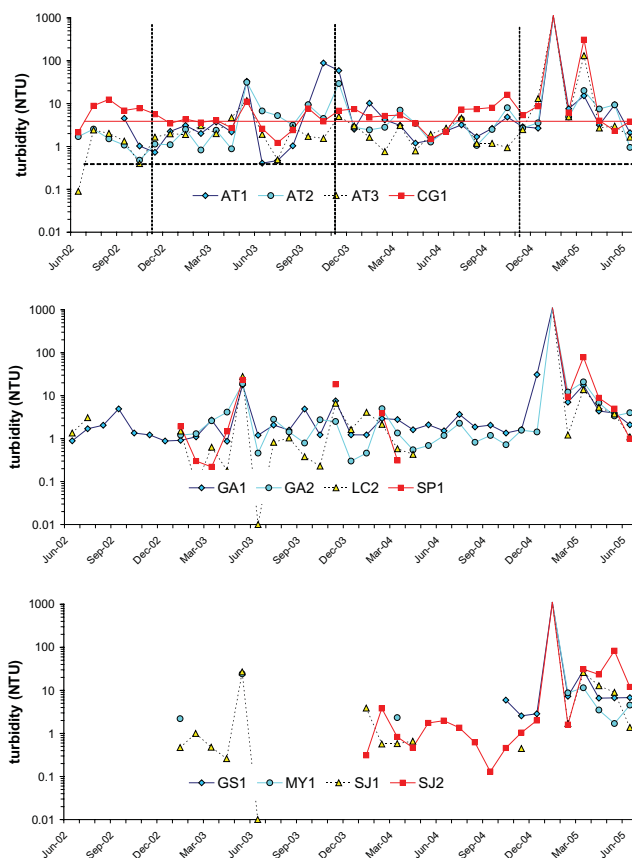 turbidity (NTU)
1000
100
10
1
0.1
0.01
AT1 AT2 AT3 CG1
Jun-02 Sep-02 Dec-02 Mar-03 Jun-03 Sep-03 Dec-03 Mar-04 Jun-04 Sep-04 Dec-04 Mar-05 Jun-05
turbidity (NTU)
1000
100
10
1
0.1
0.01
GA1 GA2 LC2 SP1
Jun-02 Sep-02 Dec-02 Mar-03 Jun-03 Sep-03 Dec-03 Mar-04 Jun-04 Sep-04 Dec-04 Mar-05 Jun-05
turbidity (NTU)
1000
100
10
1
0.1
0.01
GS1 MY1 SJ1 SJ2
Jun-02 Sep-02 Dec-02 Mar-03 Jun-03 Sep-03 Dec-03 Mar-04 Jun-04 Sep-04 Dec-04 Mar-05 Jun-05